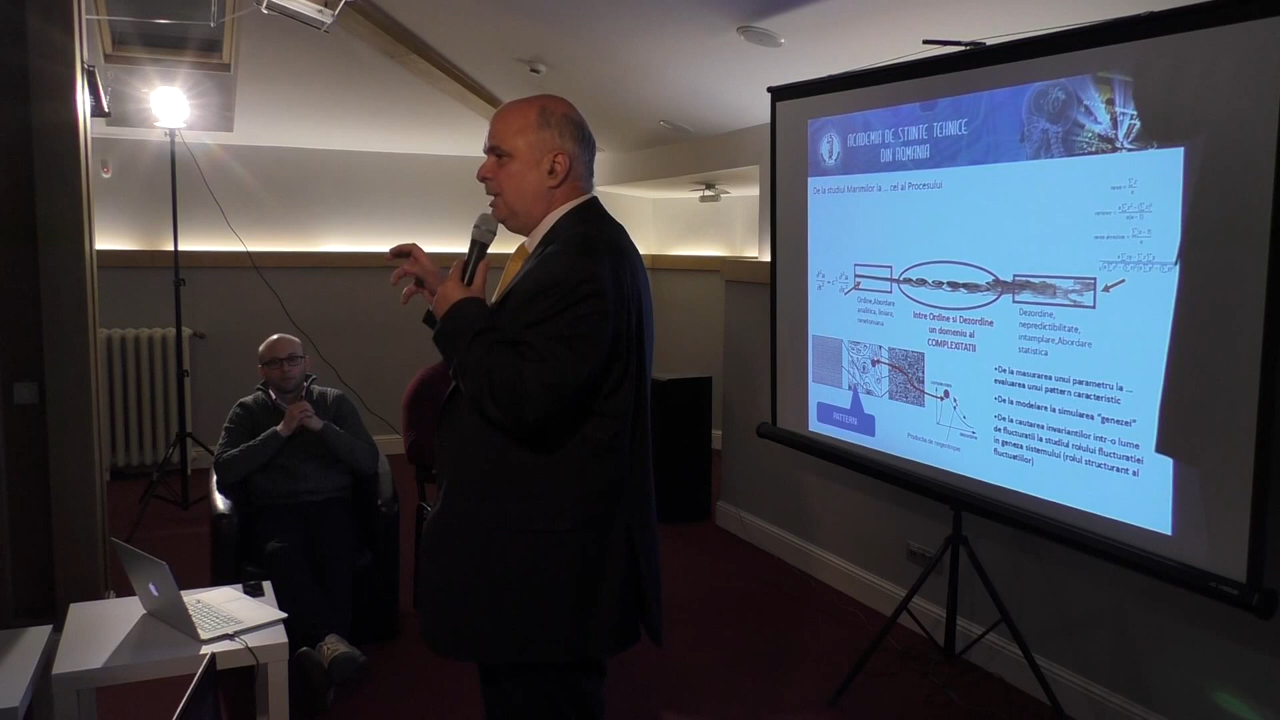 ACADEMIA DE STIINTE TEHNICE
DIN ROMANIA
De la studiul Marimilor la ... cel al Procesului
Ordine,Abordare
analitica, liniara,
newtoniana
Intre Ordine si Dezordine
un domeniu al
COMPLEXITATII
Dezordine,
nepredictibilitate,
intamplare,Abordare
statistica
PATTERN
•De la masurarea unui parametru la ...
evaluarea unui pattern caracteristic
•De la modelare la simularea "genezei"
•De la cautarea invariantilor intr-o lume
de fluctuatii la studiul rolului fluctuatiei
in geneza sistemului (rolul structurant al
fluctuatiilor)